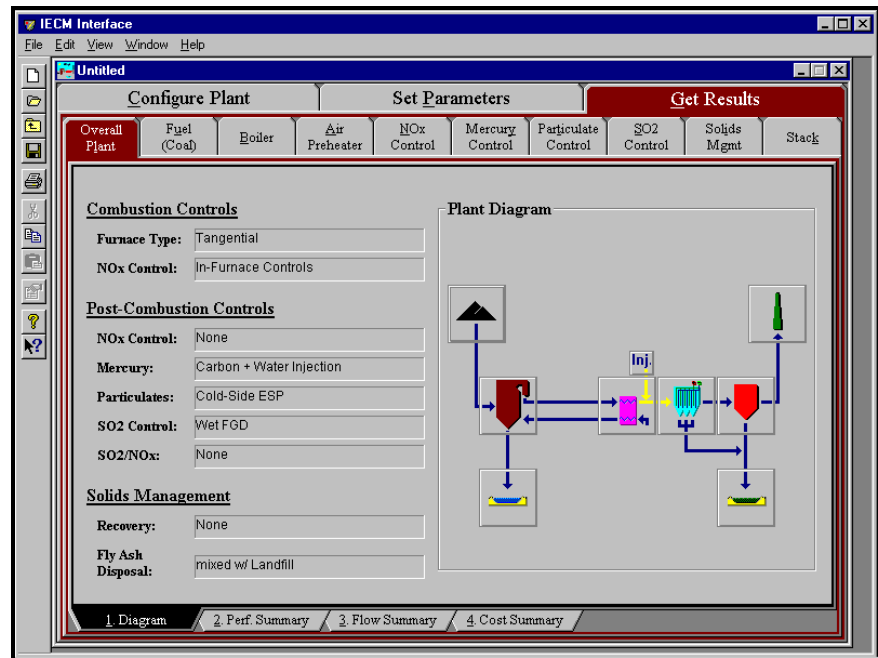 IECM Interface
File Edit View Window Help
Untitled
Configure Plant Set Parameters Get Results
Overall Plant Fuel (Coal) Boiler Air Preheater NOx Control Mercury Control Particulate Control SO2 Control Solids Mgmt Stack
Combustion Controls
Furnace Type: Tangential
NOx Control: In-Furnace Controls
Post-Combustion Controls
NOx Control: None
Mercury: Carbon + Water Injection
Particulates: Cold-Side ESP
SO2 Control: Wet FGD
SO2/NOx: None
Solids Management
Recovery: None
Fly Ash
Disposal: mixed w/ Landfill
Plant Diagram
Inj.
1. Diagram 2. Perf. Summary 3. Flow Summary 4. Cost Summary